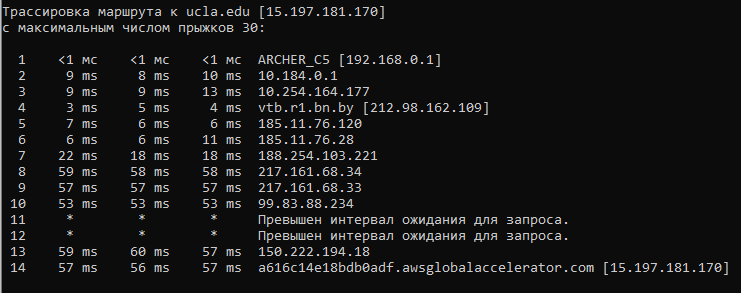 Трассировка маршрута к ucla.edu [15.197.181.170]
с максимальным числом прыжков 30:
1 <1 мс <1 мс <1 мс ARCHER_C5 [192.168.0.1]
2 9 ms 8 ms 10 ms 10.184.0.1
3 9 ms 9 ms 13 ms 10.254.164.177
4 3 ms 5 ms 4 ms vtb.r1.bn.by [212.98.162.109]
5 7 ms 6 ms 6 ms 185.11.76.120
6 6 ms 6 ms 11 ms 185.11.76.28
7 22 ms 18 ms 18 ms 188.254.103.221
8 59 ms 58 ms 58 ms 217.161.68.34
9 57 ms 57 ms 57 ms 217.161.68.33
10 53 ms 53 ms 53 ms 99.83.88.234
11 * * * Превышен интервал ожидания для запроса.
12 * * * Превышен интервал ожидания для запроса.
13 59 ms 60 ms 57 ms 150.222.194.18
14 57 ms 56 ms 57 ms a616c14e18bdb0adf.awsglobalaccelerator.com [15.197.181.170]